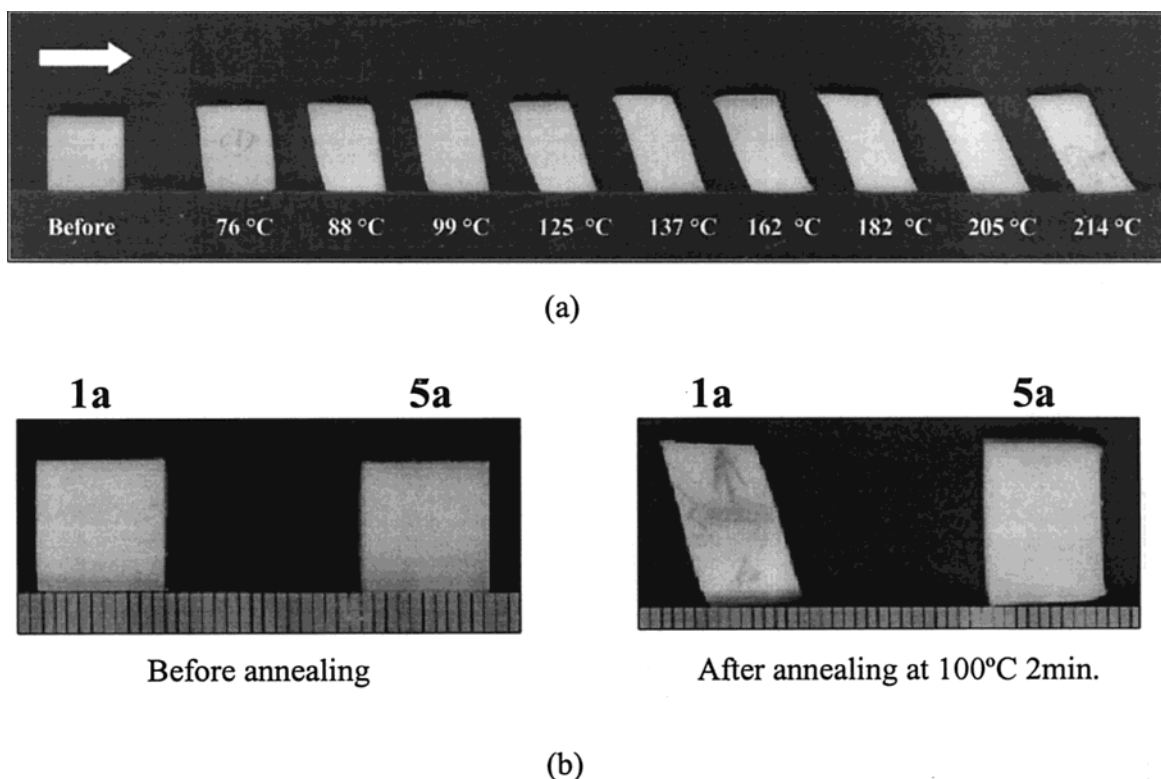 Before 76 °C 88 °C 99 °C 125 °C 137 °C 162 °C 182 °C 205 °C 214 °C
(a)
1a 5a 1a 5a
Before annealing After annealing at 100ºC 2min.
(b)